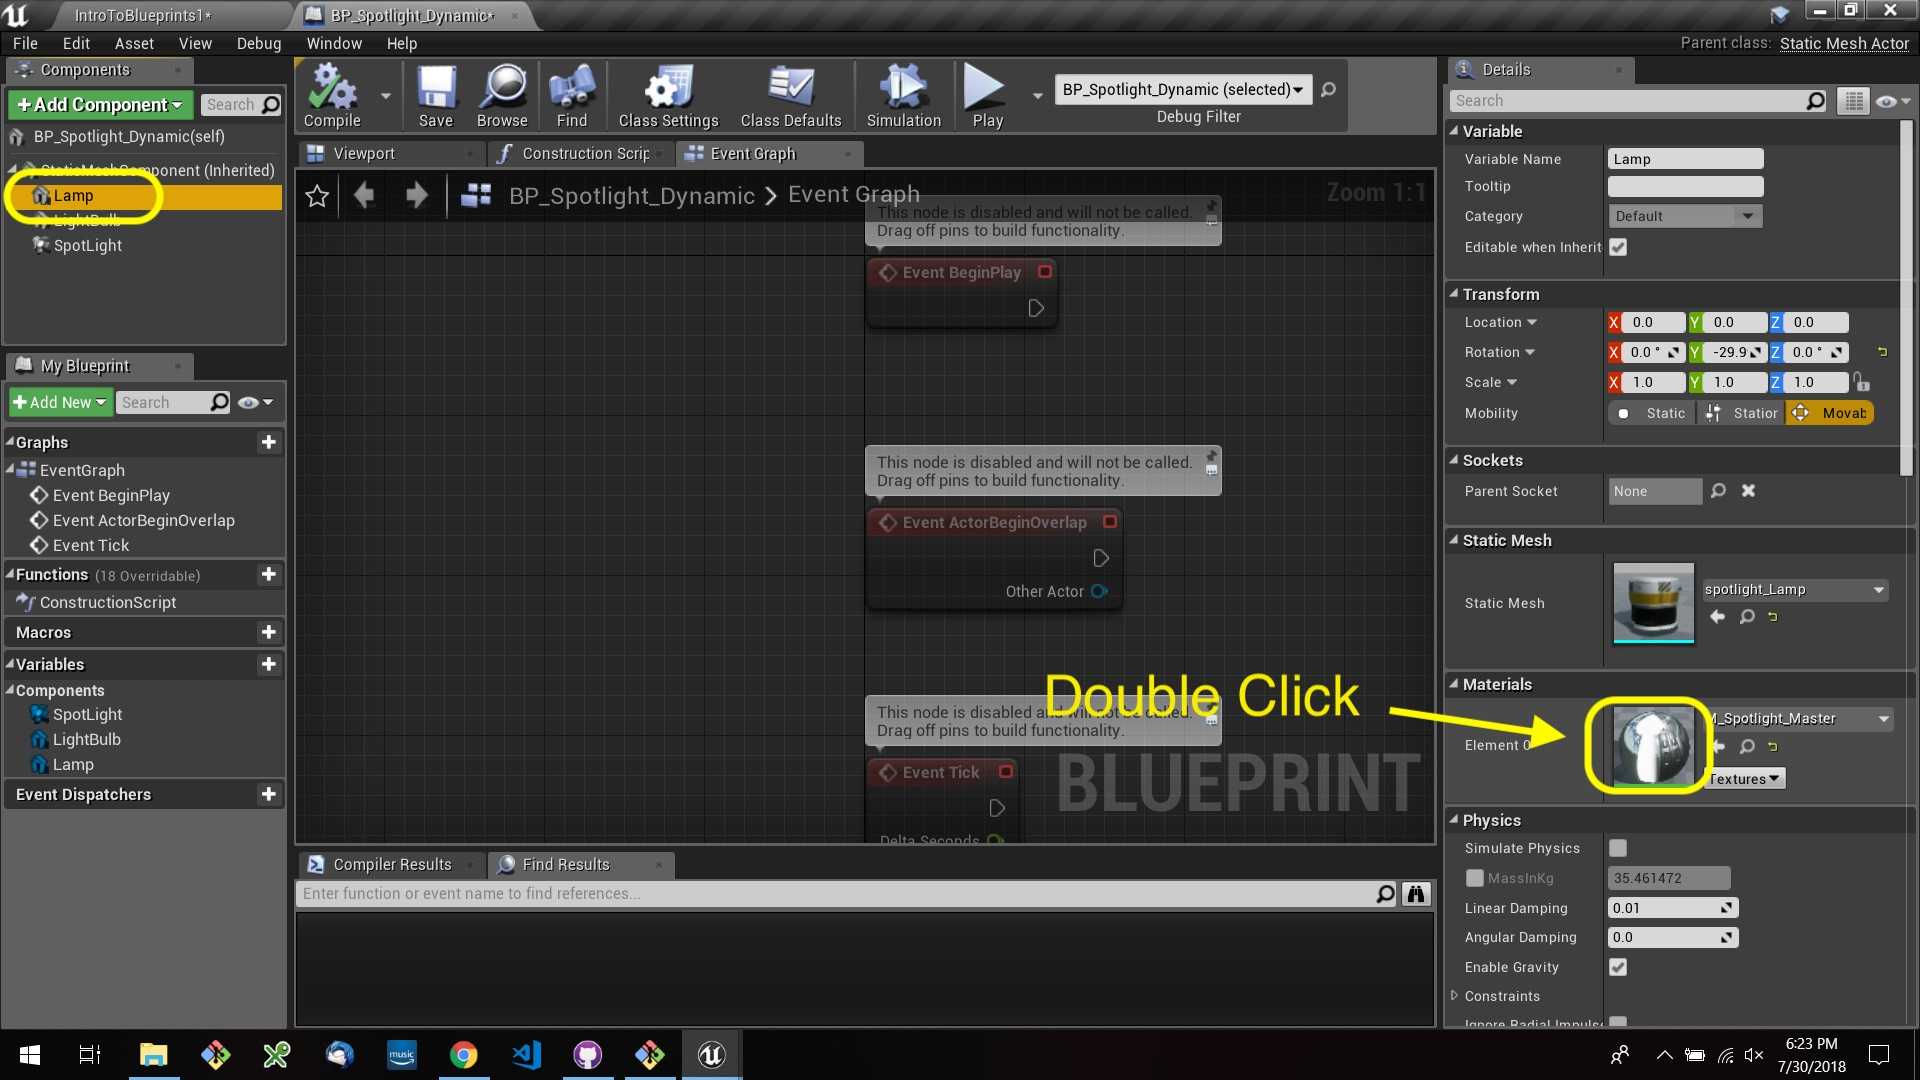 IntroToBlueprints1*
BP_Spotlight_Dynamic*
File Edit Asset View Debug Window Help
Parent class: Static Mesh Actor
Components
Add Component
Search
BP_Spotlight_Dynamic(self)
StaticMeshComponent (Inherited)
Lamp
LightBulb
SpotLight
My Blueprint
Add New
Search
Graphs
EventGraph
Event BeginPlay
Event ActorBeginOverlap
Event Tick
Functions (18 Overridable)
ConstructionScript
Macros
Variables
Components
SpotLight
LightBulb
Lamp
Event Dispatchers
Compile
Save
Browse
Find
Class Settings
Class Defaults
Simulation
Play
BP_Spotlight_Dynamic (selected)
Debug Filter
Viewport
Construction Scrip
Event Graph
BP_Spotlight_Dynamic > Event Graph
Zoom 1:1
This node is disabled and will not be called.
Drag off pins to build functionality.
Event BeginPlay
This node is disabled and will not be called.
Drag off pins to build functionality.
Event ActorBeginOverlap
Other Actor
Double Click
This node is disabled and will not be called.
Drag off pins to build functionality.
Event Tick
Delta Seconds
BLUEPRINT
Compiler Results
Find Results
Enter function or event name to find references...
Details
Search
Variable
Variable Name Lamp
Tooltip
Category Default
Editable when Inherit
Transform
Location X 0.0 Y 0.0 Z 0.0
Rotation X 0.0 ° Y -29.9 Z 0.0 °
Scale X 1.0 Y 1.0 Z 1.0
Mobility Static Station Movab
Sockets
Parent Socket None
Static Mesh
Static Mesh spotlight_Lamp
Materials
Element 0 M_Spotlight_Master
Textures
Physics
Simulate Physics
MassInKg 35.461472
Linear Damping 0.01
Angular Damping 0.0
Enable Gravity
Constraints
Ignore Radial Impulse
music
6:23 PM
7/30/2018